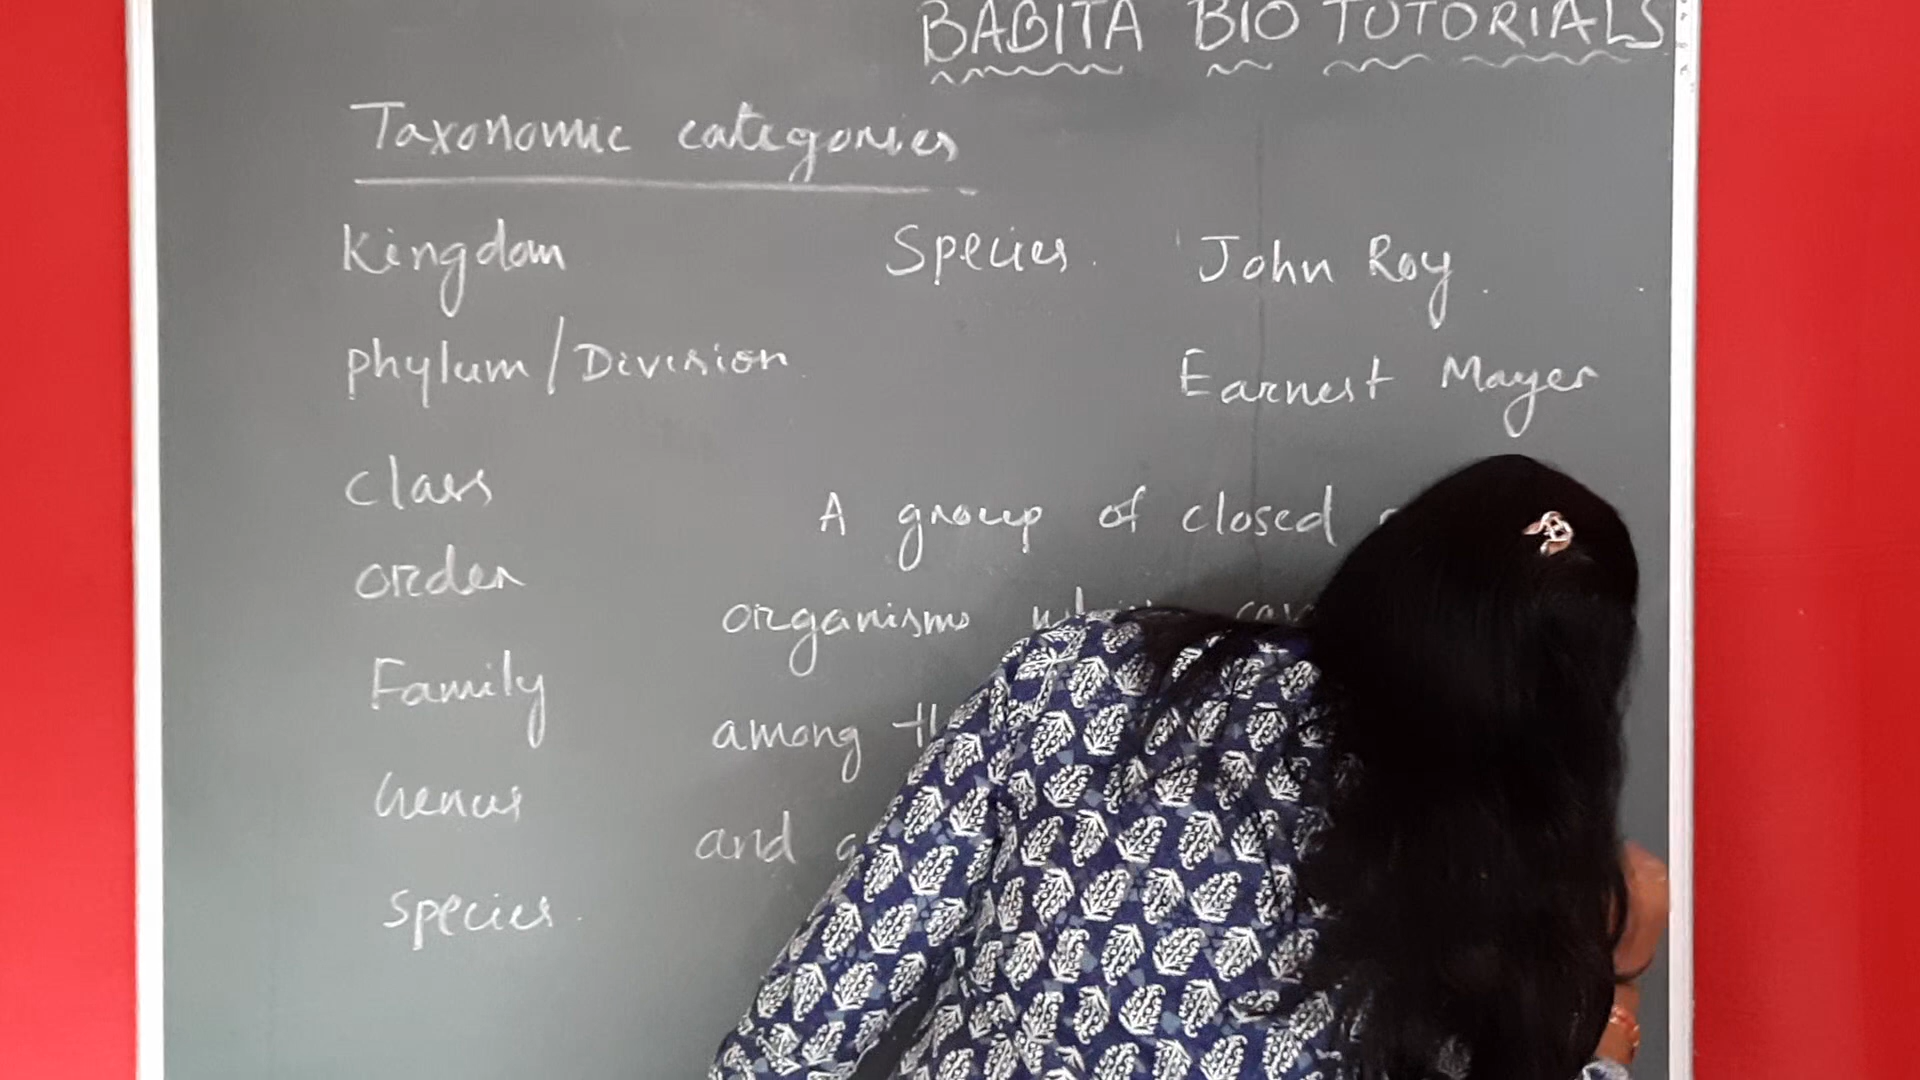 BABITA BIO TUTORIALS
Taxonomic categories
Kingdom
Phylum/Division
Class
Order
Family
Genus
Species.
Species. John Roy.
Earnest Mayer
A group of closed
organisms
among
and